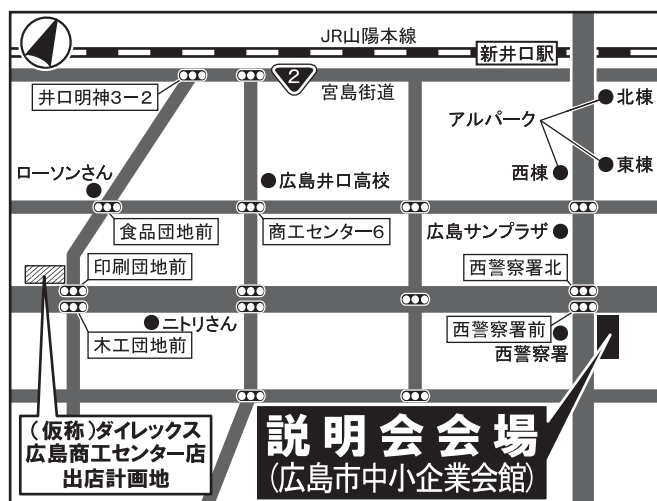 JR山陽本線
新井口駅
2
宮島街道
井口明神3−2
アルパーク
北棟
東棟
西棟
ローソンさん
広島井口高校
食品団地前
商工センター6
広島サンプラザ
印刷団地前
西警察署北
ニトリさん
木工団地前
西警察署前
西警察署
(仮称)ダイレックス
広島商工センター店
出店計画地
説明会会場
(広島市中小企業会館)